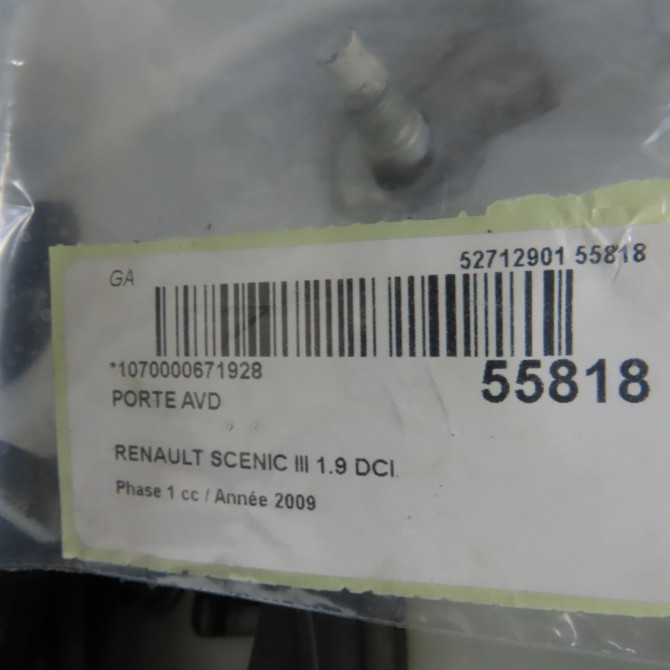 GA
52712901 55818
*1070000671928
55818
PORTE AVD
RENAULT SCENIC III 1.9 DCI
Phase 1 cc / Année 2009